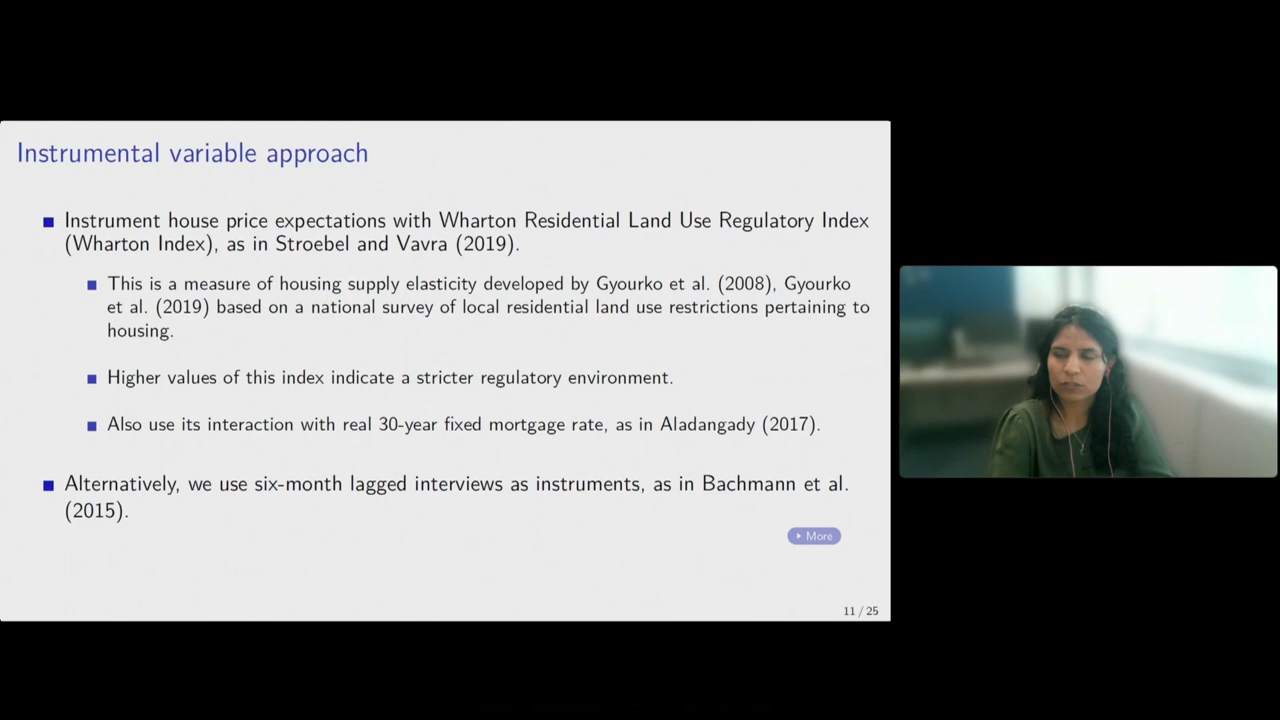 Instrumental variable approach
Instrument house price expectations with Wharton Residential Land Use Regulatory Index
(Wharton Index), as in Stroebel and Vavra (2019).
This is a measure of housing supply elasticity developed by Gyourko et al. (2008), Gyourko
et al. (2019) based on a national survey of local residential land use restrictions pertaining to
housing.
Higher values of this index indicate a stricter regulatory environment.
Also use its interaction with real 30-year fixed mortgage rate, as in Aladangady (2017).
Alternatively, we use six-month lagged interviews as instruments, as in Bachmann et al.
(2015).
More
11 / 25